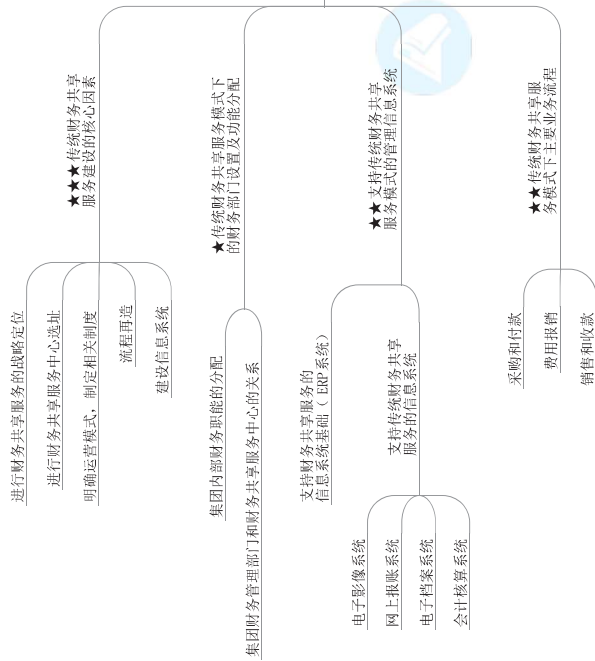 ★★★传统财务共享
服务建设的核心因素
进行财务共享服务的战略定位
进行财务共享服务中心选址
明确运营模式，制定相关制度
流程再造
建设信息系统
★传统财务共享服务模式下
的财务部门设置及功能分配
集团内部财务职能的分配
集团财务管理部门和财务共享服务中心的关系
★★支持传统财务共享
服务模式的管理信息系统
支持财务共享服务的
信息系统基础（ERP系统）
支持传统财务共享
服务的信息系统
电子影像系统
网上报账系统
电子档案系统
会计核算系统
★★传统财务共享服
务模式下主要业务流程
采购和付款
费用报销
销售和收款